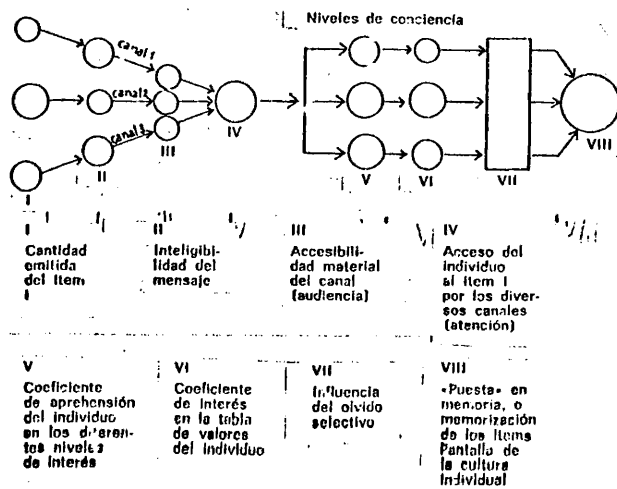 Niveles de conciencia
canal 1
canal 2
canal 3
I
II
III
IV
V
VI
VII
VIII
I
Cantidad
emitida
del Item
I
II
Inteligibi-
lidad del
mensaje
III
Accesibili-
dad material
del canal
(audiencia)
IV
Acceso del
individuo
al Item I
por los diver-
sos canales
(atención)
V
Coeficiente
de aprehensión
del individuo
en los diferen-
tes niveles
de interés
VI
Coeficiente
de interés
en la tabla
de valores
del individuo
VII
Influencia
del olvido
selectivo
VIII
«Puesta» en
memoria, o
memorización
de los Items
Pantalla de
la cultura
individual